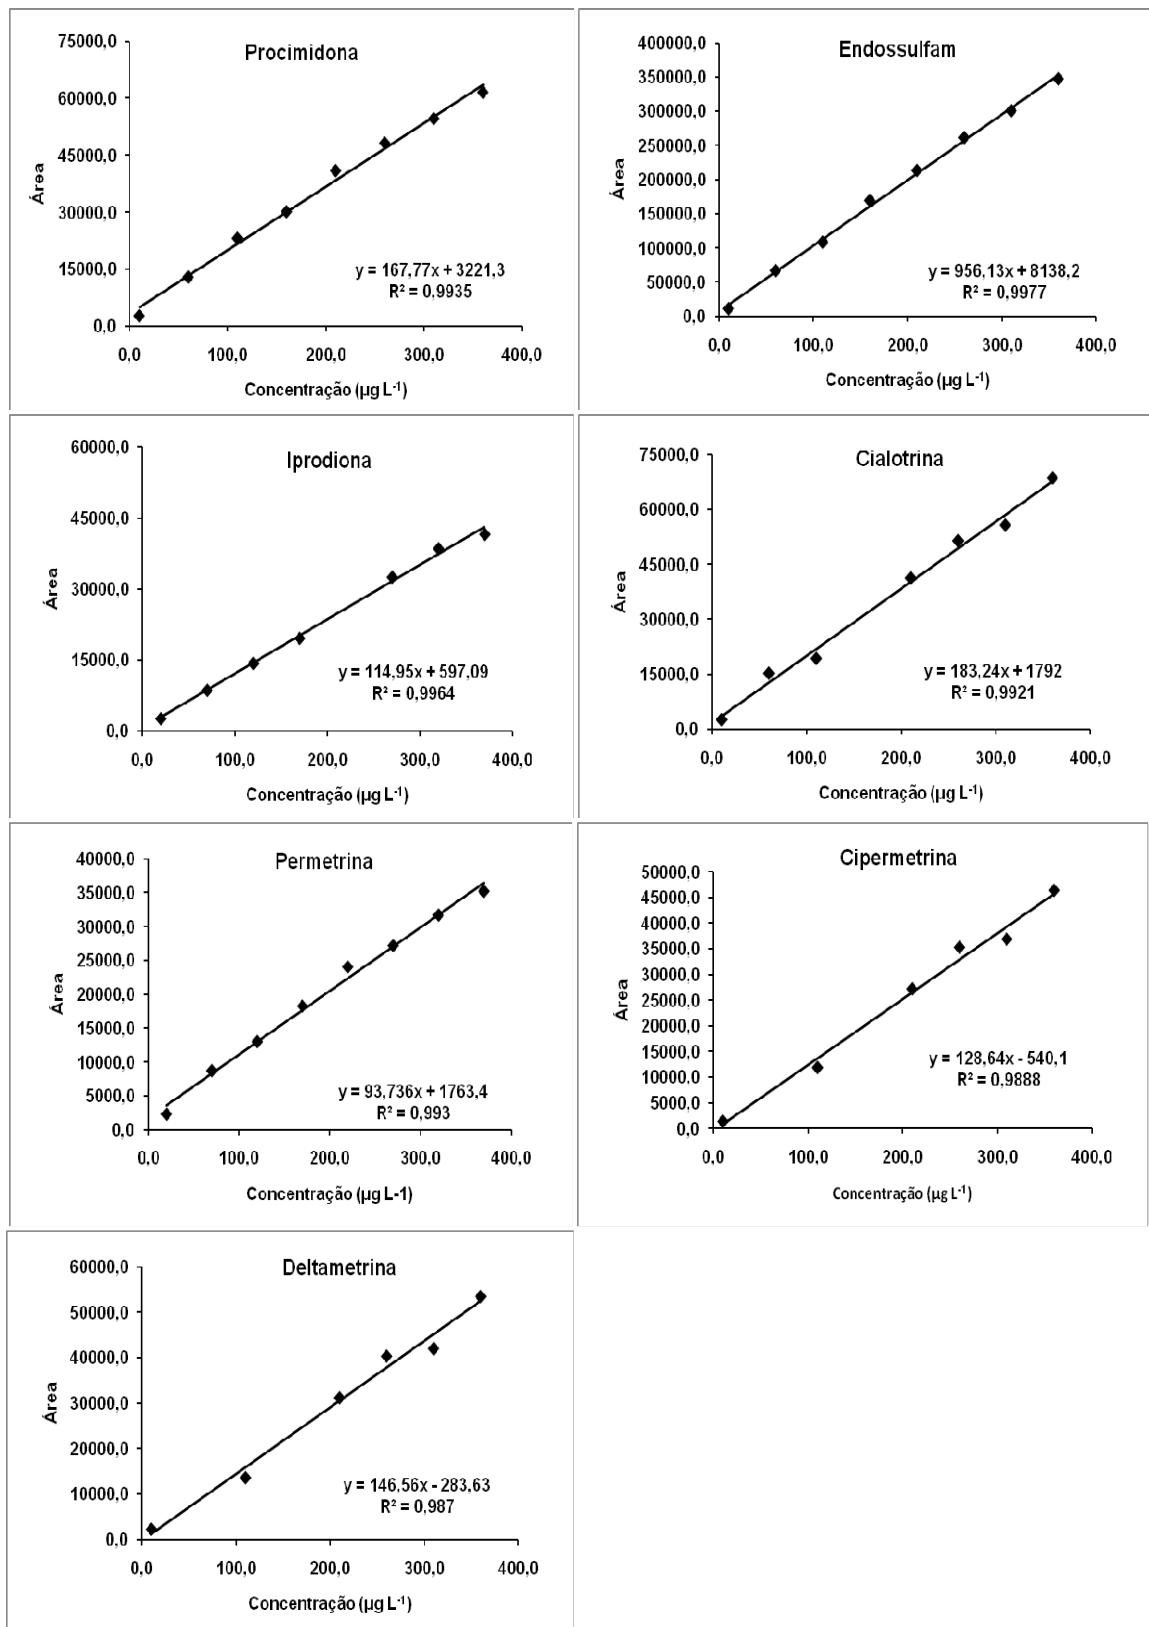 Procimidona
75000,0
60000,0
45000,0
30000,0
15000,0
0,0
Área
y = 167,77x + 3221,3
R² = 0,9935
0,0 100,0 200,0 300,0 400,0
Concentração (µg L⁻¹)
Endossulfam
400000,0
350000,0
300000,0
250000,0
200000,0
150000,0
100000,0
50000,0
0,0
Área
y = 956,13x + 8138,2
R² = 0,9977
0,0 100,0 200,0 300,0 400,0
Concentração (µg L⁻¹)
Iprodiona
60000,0
45000,0
30000,0
15000,0
0,0
Área
y = 114,95x + 597,09
R² = 0,9964
0,0 100,0 200,0 300,0 400,0
Concentração (µg L⁻¹)
Cialotrina
75000,0
60000,0
45000,0
30000,0
15000,0
0,0
Área
y = 183,24x + 1792
R² = 0,9921
0,0 100,0 200,0 300,0 400,0
Concentração (µg L⁻¹)
Permetrina
40000,0
35000,0
30000,0
25000,0
20000,0
15000,0
10000,0
5000,0
0,0
Área
y = 93,736x + 1763,4
R² = 0,993
0,0 100,0 200,0 300,0 400,0
Concentração (µg L-1)
Cipermetrina
50000,0
45000,0
40000,0
35000,0
30000,0
25000,0
20000,0
15000,0
10000,0
5000,0
0,0
Área
y = 128,64x - 540,1
R² = 0,9888
0,0 100,0 200,0 300,0 400,0
Concentração (µg L⁻¹)
Deltametrina
60000,0
50000,0
40000,0
30000,0
20000,0
10000,0
0,0
Área
y = 146,56x - 283,63
R² = 0,987
0,0 100,0 200,0 300,0 400,0
Concentração (µg L⁻¹)